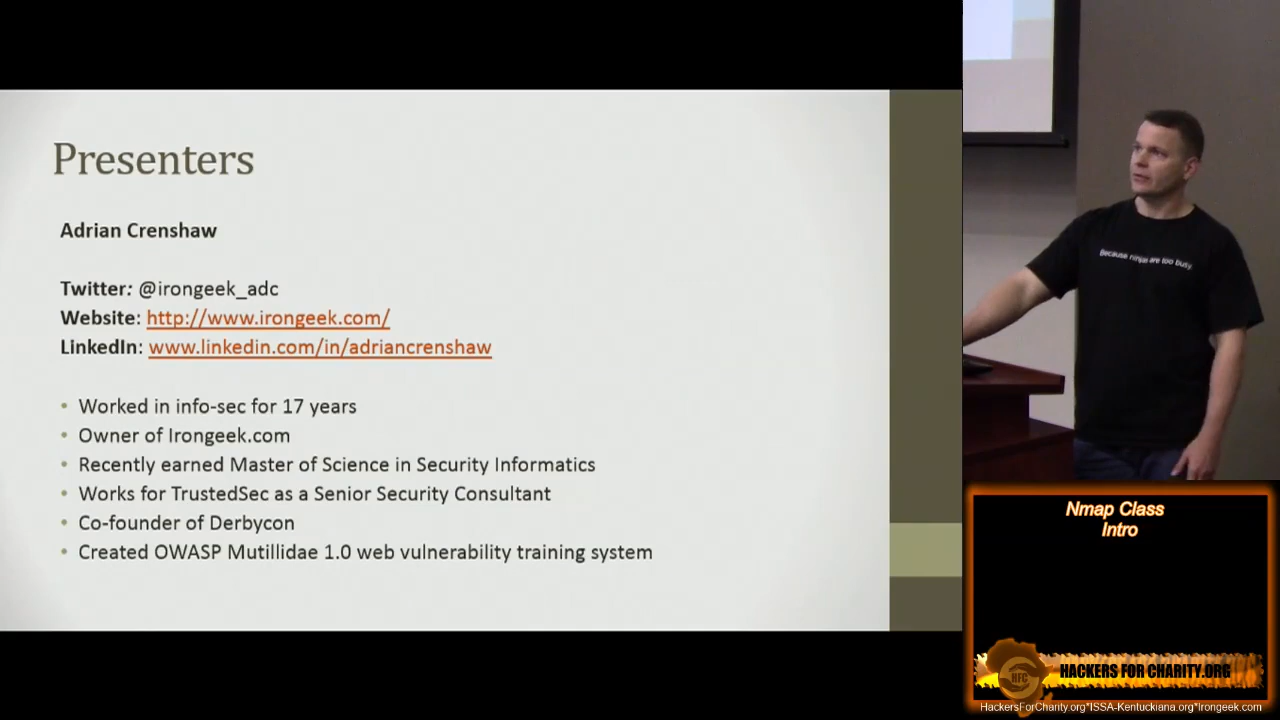 Presenters
Adrian Crenshaw
Twitter: @irongeek_adc
Website: http://www.irongeek.com/
LinkedIn: www.linkedin.com/in/adriancrenshaw
• Worked in info-sec for 17 years
• Owner of Irongeek.com
• Recently earned Master of Science in Security Informatics
• Works for TrustedSec as a Senior Security Consultant
• Co-founder of Derbycon
• Created OWASP Mutillidae 1.0 web vulnerability training system
Because ninjas are too busy.
Nmap Class
Intro
HFC
HACKERS FOR CHARITY.ORG
HackersForCharity.org*ISSA-Kentuckiana.org*Irongeek.com